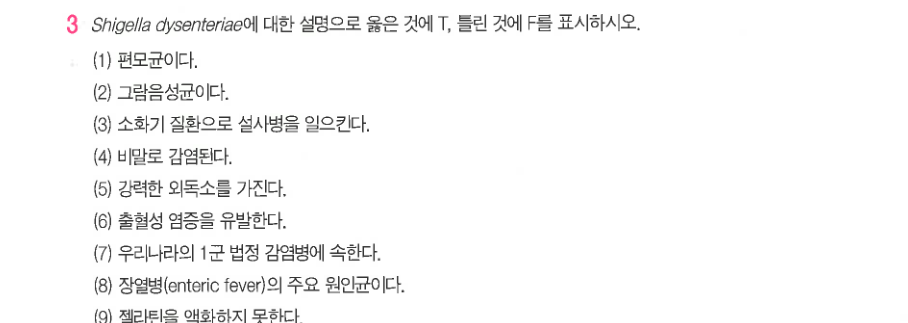 3 Shigella dysenteriae에 대한 설명으로 옳은 것에 T, 틀린 것에 F를 표시하시오.
(1) 편모균이다.
(2) 그람음성균이다.
(3) 소화기 질환으로 설사병을 일으킨다.
(4) 비말로 감염된다.
(5) 강력한 외독소를 가진다.
(6) 출혈성 염증을 유발한다.
(7) 우리나라의 1군 법정 감염병에 속한다.
(8) 장열병(enteric fever)의 주요 원인균이다.
(9) 젤라틴을 액화하지 못한다.